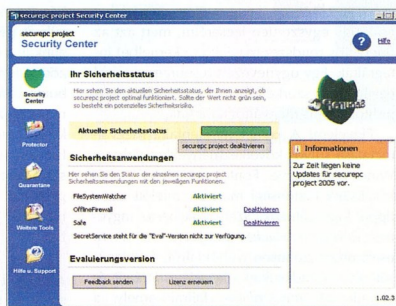 securepc project Security Center
securepc project
Security Center
Hilfe
Security Center
Protector
Quarantäne
Weitere Tools
Hilfe u. Support
Ihr Sicherheitsstatus
Hier sehen Sie den aktuellen Sicherheitsstatus, der Ihnen anzeigt, ob
securepc project optimal funktioniert. Sollte der Wert nicht grün sein,
so besteht ein potenzielles Sicherheitsrisiko.
Aktueller Sicherheitsstatus
securepc project deaktivieren
Sicherheitsanwendungen
Hier sehen Sie den Status der einzelnen securepc project
Sicherheitsanwendungen mit den jeweiligen Funktionen.
FileSystemWatcher Aktiviert
OfflineFirewall Aktiviert Deaktivieren
Safe Aktiviert Deaktivieren
SecretService steht für die "Eval"-Version nicht zur Verfügung.
Evaluierungsversion
Feedback senden Lizenz erneuern
Informationen
Zur Zeit liegen keine
Updates für securepc
project 2005 vor.
1.02.3